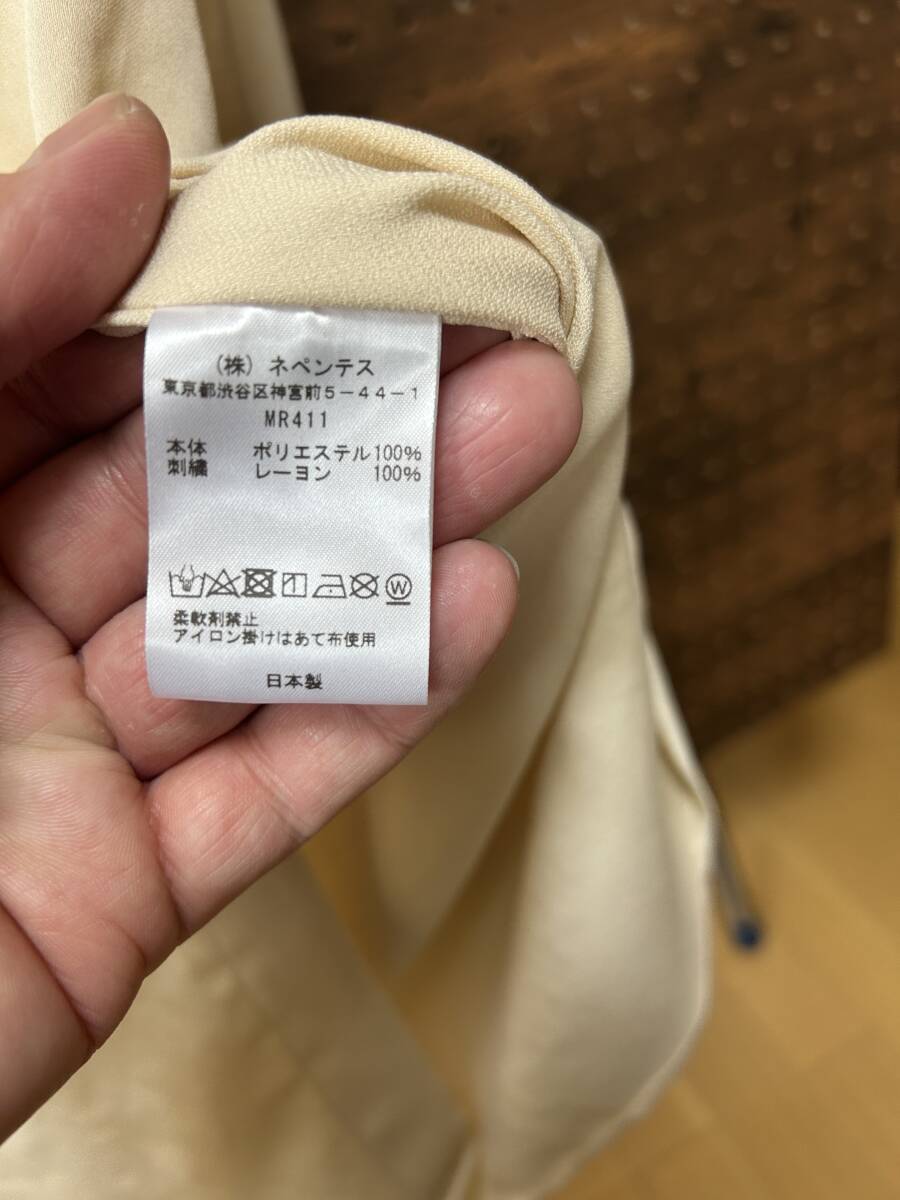 (株) ネペンテス
東京都渋谷区神宮前5-44-1
MR411
本体 ポリエステル100%
刺繍 レーヨン 100%
W
柔軟剤禁止
アイロン掛けはあて布使用
日本製